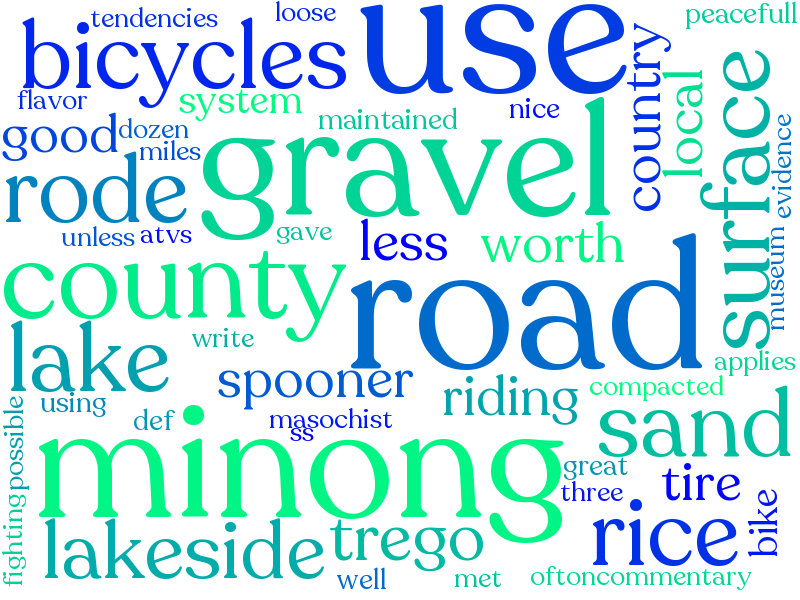 tendencies
loose
use
peacefull
bicycles
flavor
system
country
local
surface
good
dozen
maintained
nice
miles
evidence
rode
gravel
unless
atvs
gave
less
worth
museum
county
road
write
lake
spooner
riding
applies
compacted
using
def
masochist
ss
sand
possible
minong
great
three
tire
rice
bike
fighting
lakeside
trego
well
met
oftoncommentary